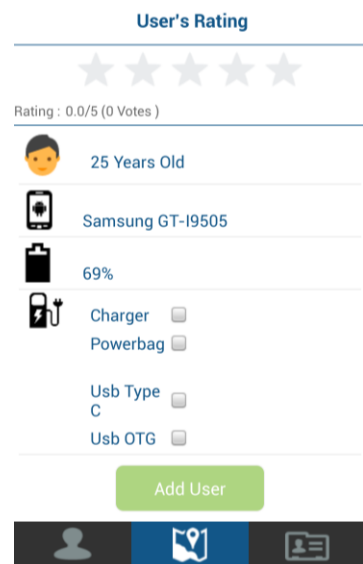 User's Rating
Rating : 0.0/5 (0 Votes )
25 Years Old
Samsung GT-I9505
69%
Charger
Powerbag
Usb Type
C
Usb OTG
Add User